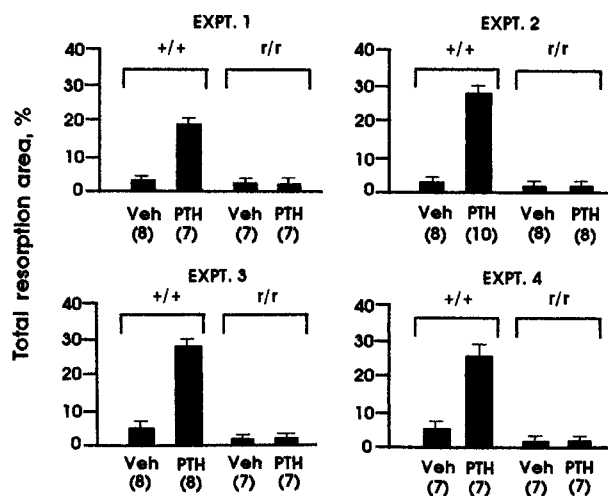 Total resorption area, %
EXPT. 1
+/+ r/r
40
30
20
10
0
Veh PTH Veh PTH
(8) (7) (7) (7)
EXPT. 2
+/+ r/r
40
30
20
10
0
Veh PTH Veh PTH
(8) (10) (8) (8)
EXPT. 3
+/+ r/r
40
30
20
10
0
Veh PTH Veh PTH
(8) (8) (7) (7)
EXPT. 4
+/+ r/r
40
30
20
10
0
Veh PTH Veh PTH
(7) (7) (7) (7)